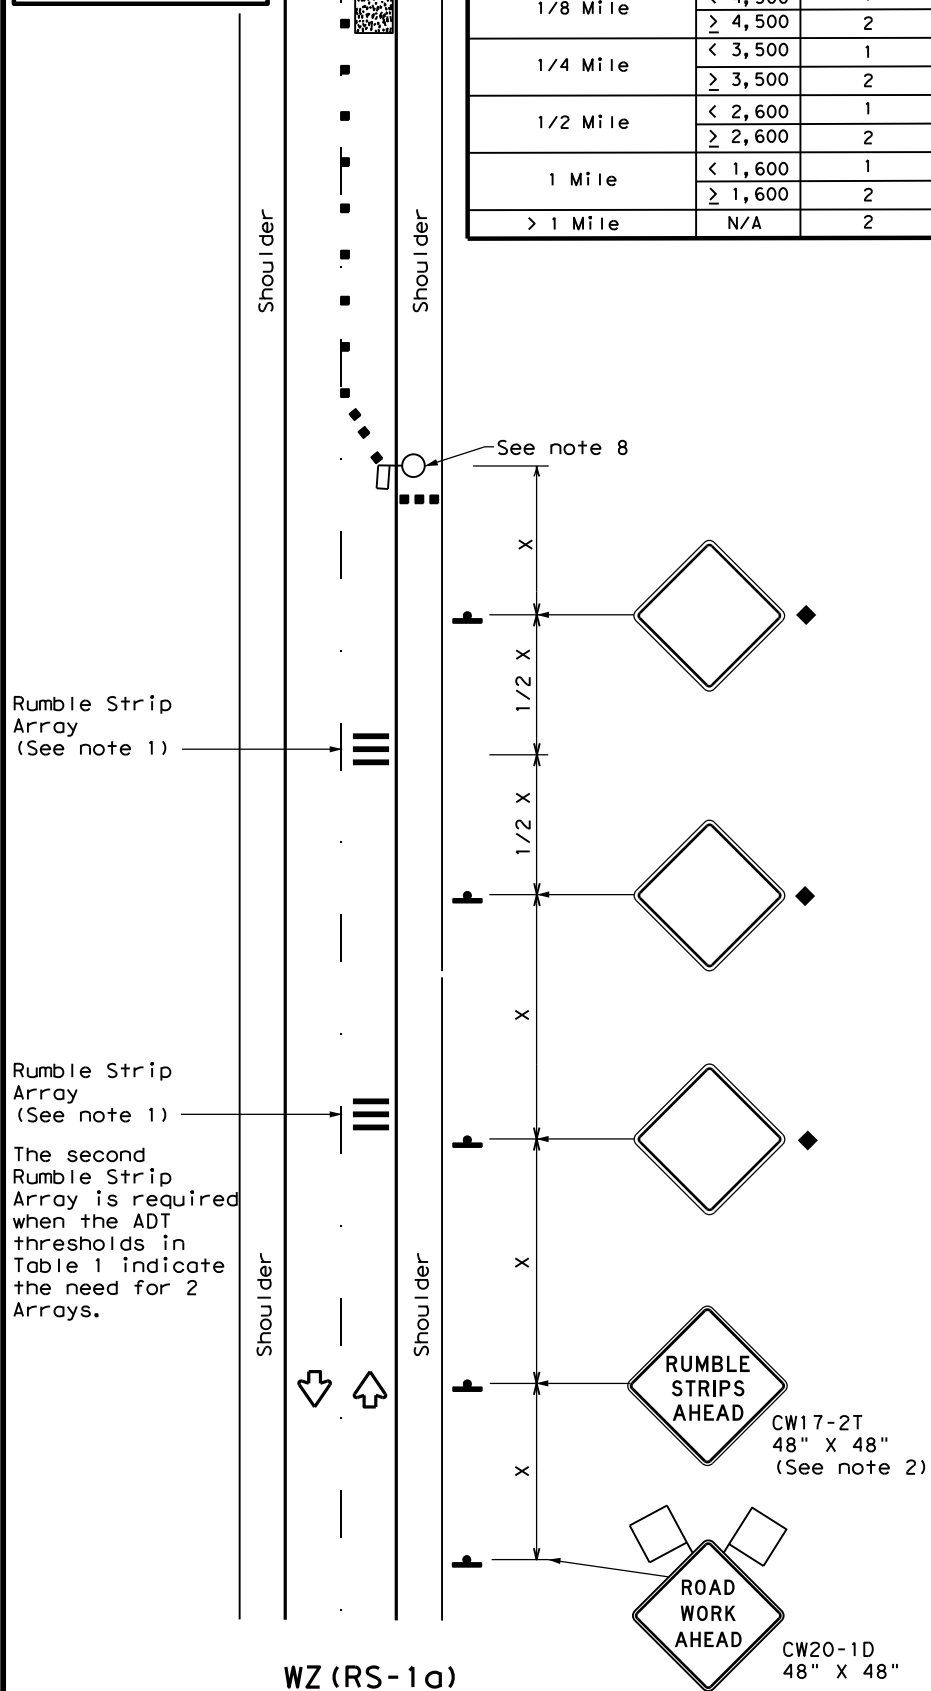 1/8 Mile
≥ 4,500 2
1/4 Mile
< 3,500 1
≥ 3,500 2
1/2 Mile
< 2,600 1
≥ 2,600 2
1 Mile
< 1,600 1
≥ 1,600 2
> 1 Mile N/A 2
Shoulder
Shoulder
See note 8
X
1/2 X
Rumble Strip
Array
(See note 1)
1/2 X
X
Rumble Strip
Array
(See note 1)
The second
Rumble Strip
Array is required
when the ADT
thresholds in
Table 1 indicate
the need for 2
Arrays.
X
Shoulder
Shoulder
RUMBLE
STRIPS
AHEAD
CW17-2T
48" X 48"
(See note 2)
X
ROAD
WORK
AHEAD
CW20-1D
48" X 48"
WZ(RS-1a)